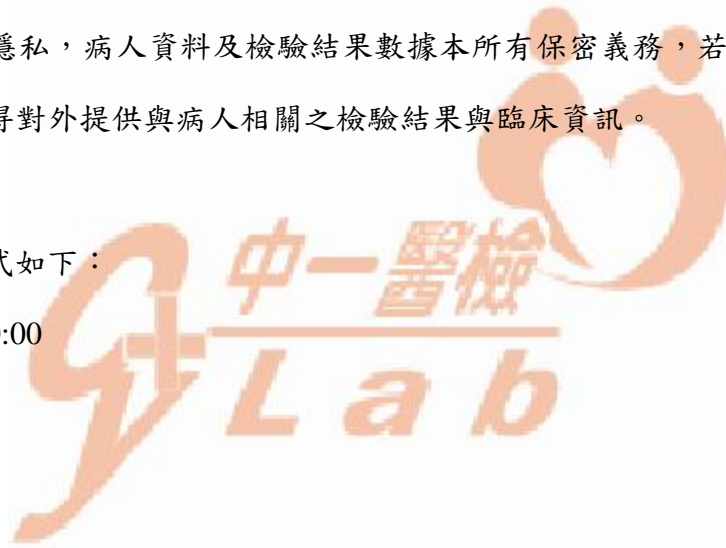 隱私，病人資料及檢驗結果數據本所有保密義務，若
得對外提供與病人相關之檢驗結果與臨床資訊。
式如下：
中一醫檢
:00
Lab